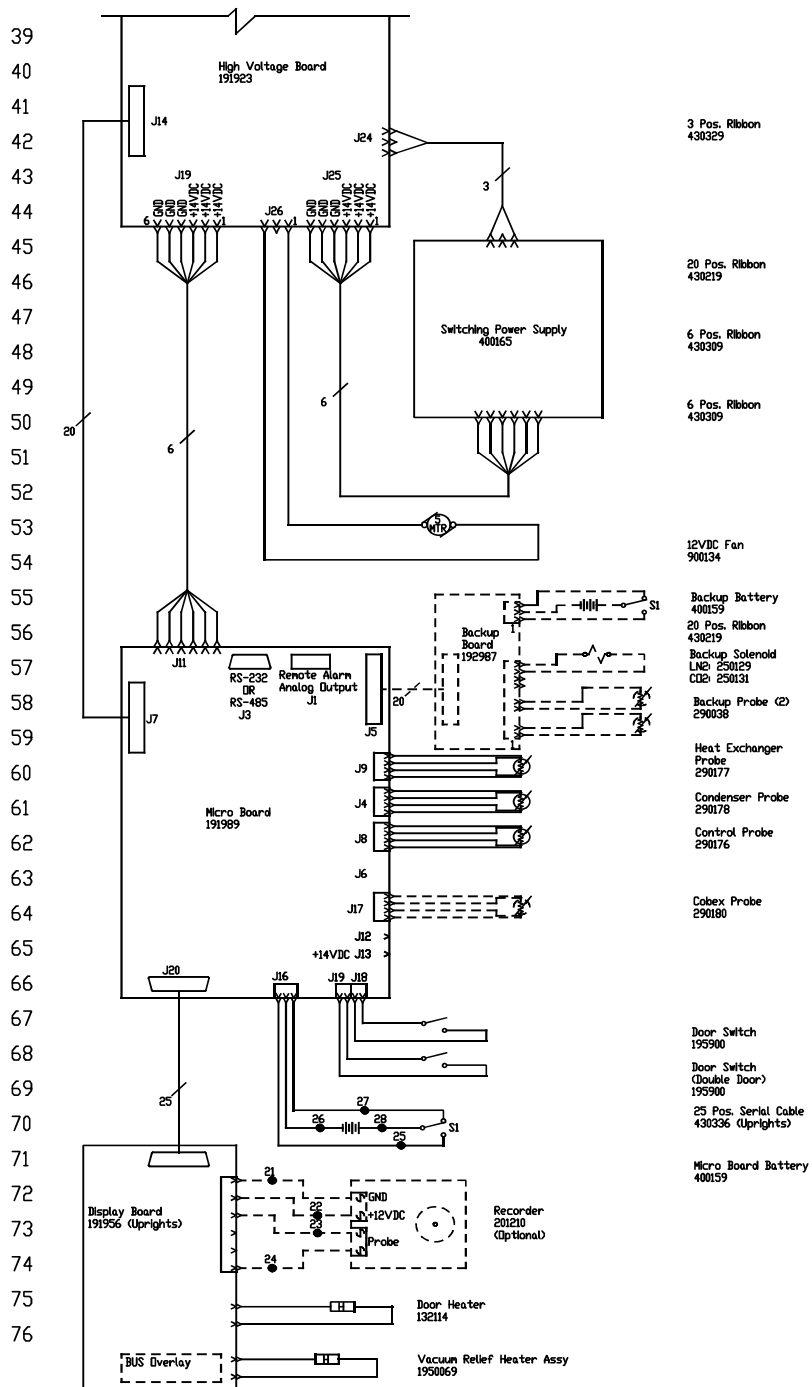 39
40
High Voltage Board
191923
41
J14
42
J24
3 Pos. Ribbon
430329
43
J19
J25
3
GND
GND
GND
+14VDC
+14VDC
+14VDC
GND
GND
GND
+14VDC
+14VDC
+14VDC
44
6
1
J26
1
1
45
20 Pos. Ribbon
430219
46
47
Switching Power Supply
400165
6 Pos. Ribbon
430309
48
49
6
6 Pos. Ribbon
430309
50
20
6
51
52
53
5
MTR
54
12VDC Fan
900134
55
Backup Battery
400159
S1
56
Backup
Board
192987
1
20 Pos. Ribbon
430219
57
J11
RS-232
OR
RS-485
J3
Remote Alarm
Analog Output
J1
Backup Solenoid
LN2: 250129
CO2: 250131
58
J7
J5
20
Backup Probe (2)
290038
59
1
Heat Exchanger
Probe
290177
60
J9
61
Micro Board
191989
J4
Condenser Probe
290178
62
J8
Control Probe
290176
63
J6
64
J17
Cobex Probe
290180
65
J12
+14VDC J13
66
J20
J16
J19
J18
67
Door Switch
195900
68
Door Switch
(Double Door)
195900
69
25
27
25 Pos. Serial Cable
430336 (Uprights)
70
26
28
S1
25
71
Micro Board Battery
400159
21
72
Display Board
191956 (Uprights)
GND
22
+12VDC
Recorder
201210
(Optional)
73
23
Probe
74
24
75
Door Heater
132114
76
BUS Overlay
Vacuum Relief Heater Assy
1950069